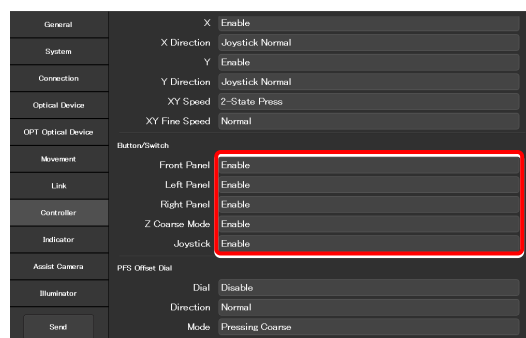 General
System
Connection
Optical Device
OPT Optical Device
Movement
Link
Controller
Indicator
Assist Camera
Illuminator
Send
X Enable
X Direction Joystick Normal
Y Enable
Y Direction Joystick Normal
XY Speed 2-State Press
XY Fine Speed Normal
Button/Switch
Front Panel Enable
Left Panel Enable
Right Panel Enable
Z Coarse Mode Enable
Joystick Enable
PFS Offset Dial
Dial Disable
Direction Normal
Mode Pressing Coarse